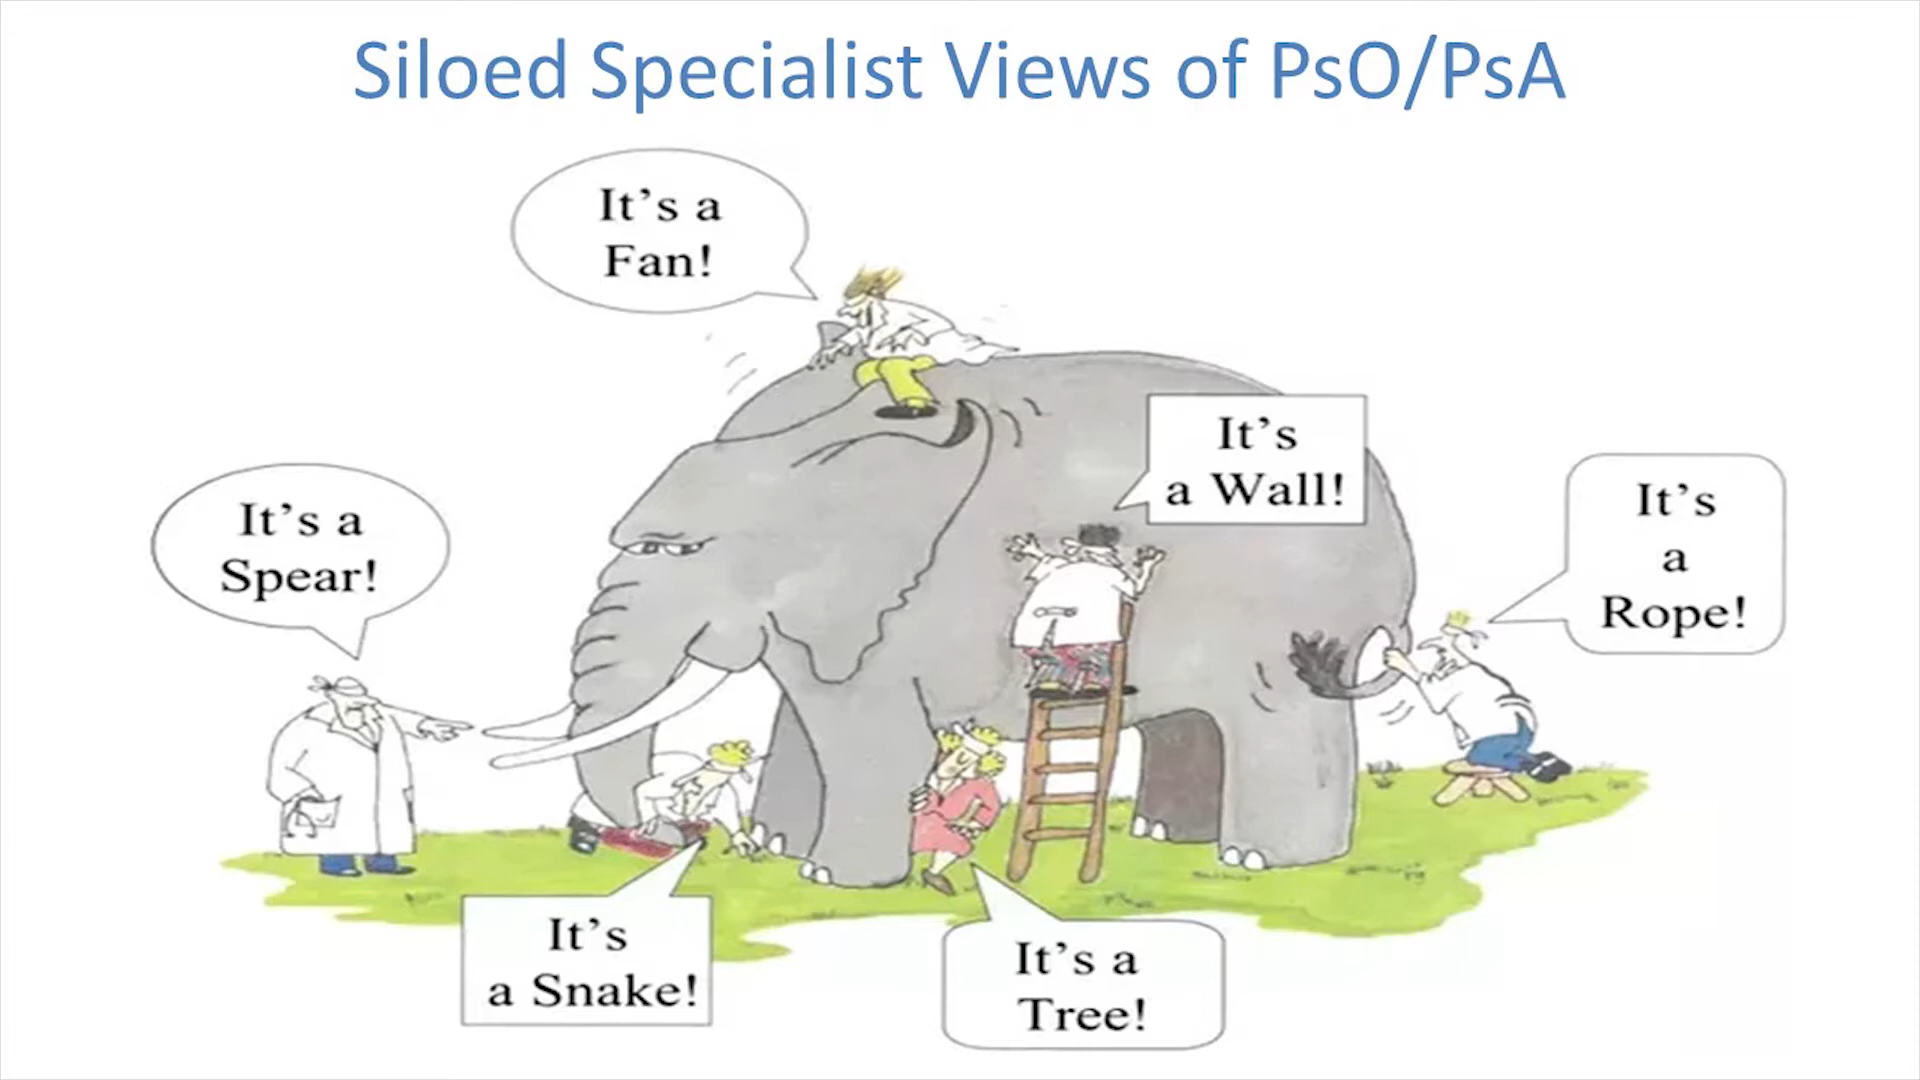 Siloed Specialist Views of PsO/PsA
It's a
Fan!
It's
a Wall!
It's a
Spear!
It's
a
Rope!
It's
a Snake!
It's a
Tree!